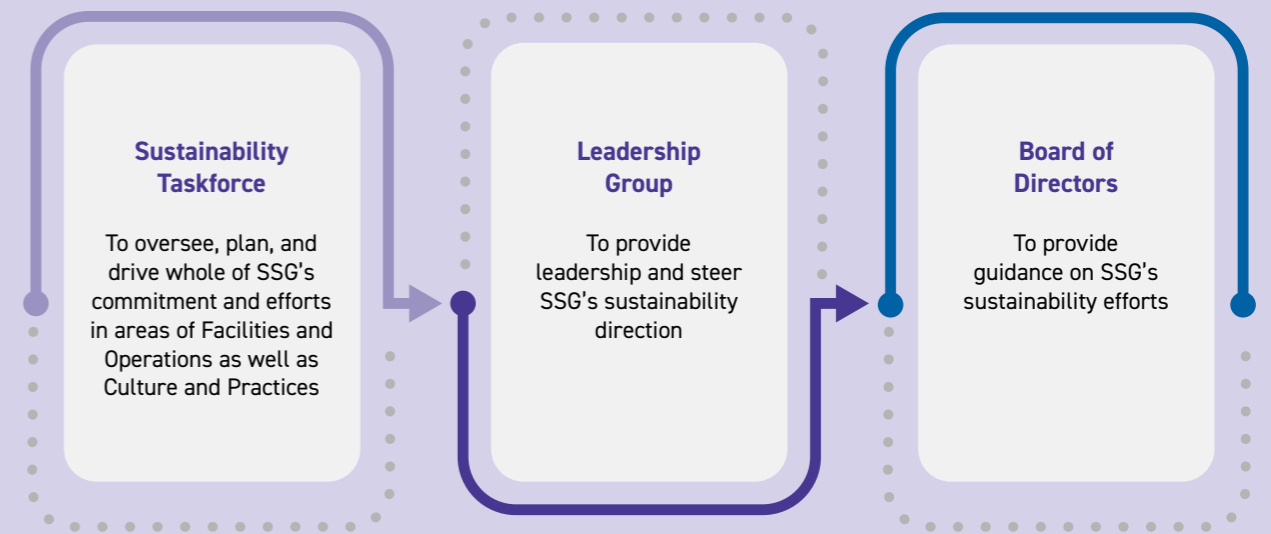 Sustainability
Taskforce
To oversee, plan, and
drive whole of SSG's
commitment and efforts
in areas of Facilities and
Operations as well as
Culture and Practices
Leadership
Group
To provide
leadership and steer
SSG's sustainability
direction
Board of
Directors
To provide
guidance on SSG's
sustainability efforts